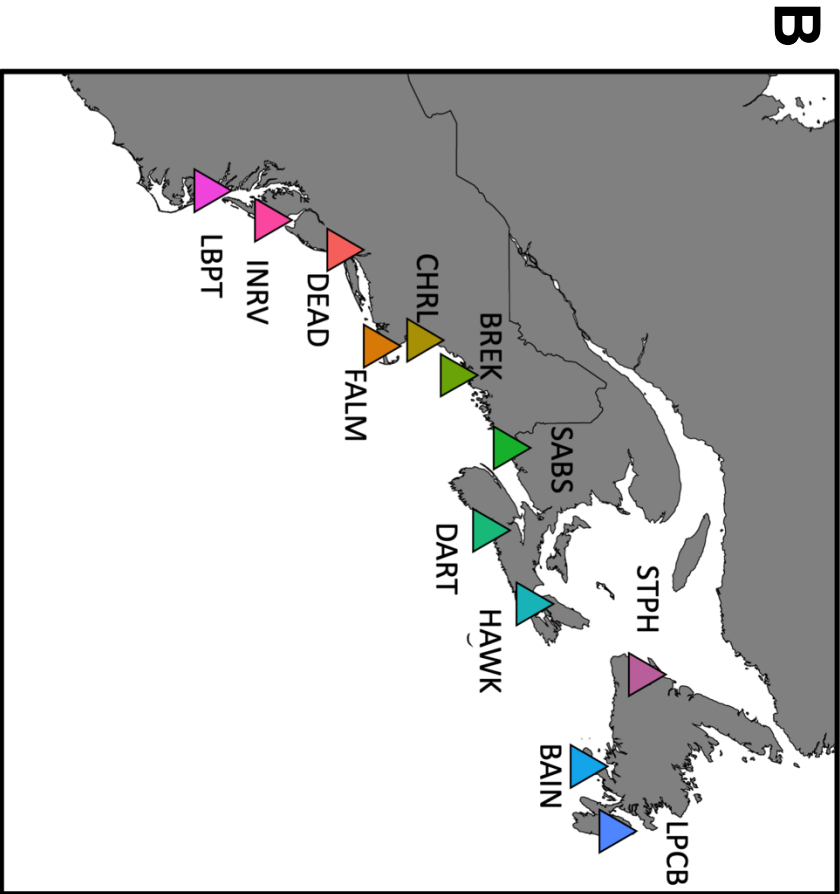 B
LBPT
INRV
DEAD
FALM
CHRL
BREK
SABS
DART
HAWK
STPH
BAIN
LPCB